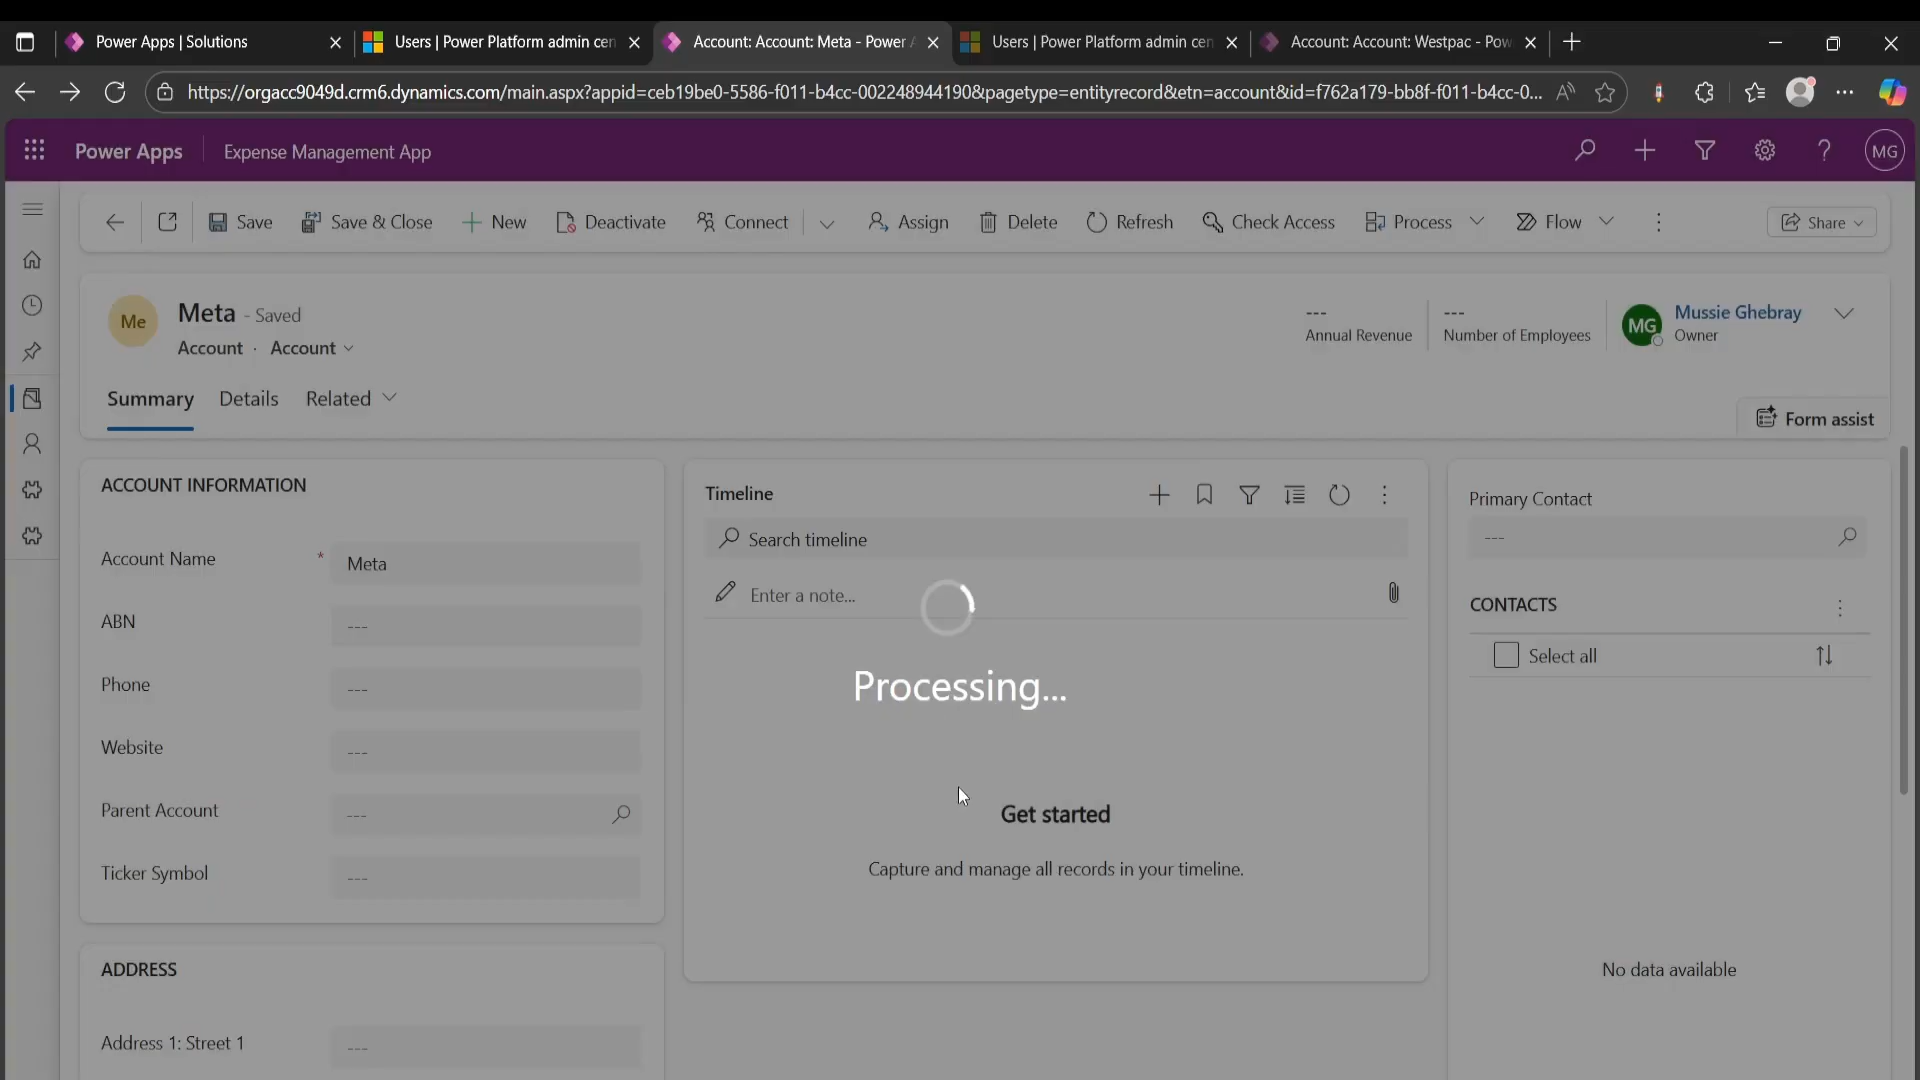 Power Apps | Solutions
Users | Power Platform admin cen
Account: Account: Meta - Power A
Users | Power Platform admin cen
Account: Account: Westpac - Pow
https://orgacc9049d.crm6.dynamics.com/main.aspx?appid=ceb19be0-5586-f011-b4cc-002248944190&pagetype=entityrecord&etn=account&id=f762a179-bb8f-f011-b4cc-0...
Power Apps
Expense Management App
MG
Save
Save & Close
New
Deactivate
Connect
Assign
Delete
Refresh
Check Access
Process
Flow
Share
Me
Meta - Saved
Account · Account
---
Annual Revenue
---
Number of Employees
MG
Mussie Ghebray
Owner
Summary
Details
Related
Form assist
ACCOUNT INFORMATION
Account Name * Meta
ABN ---
Phone ---
Website ---
Parent Account ---
Ticker Symbol ---
ADDRESS
Address 1: Street 1 ---
Timeline
Search timeline
Enter a note...
Processing...
Get started
Capture and manage all records in your timeline.
Primary Contact
---
CONTACTS
Select all
No data available